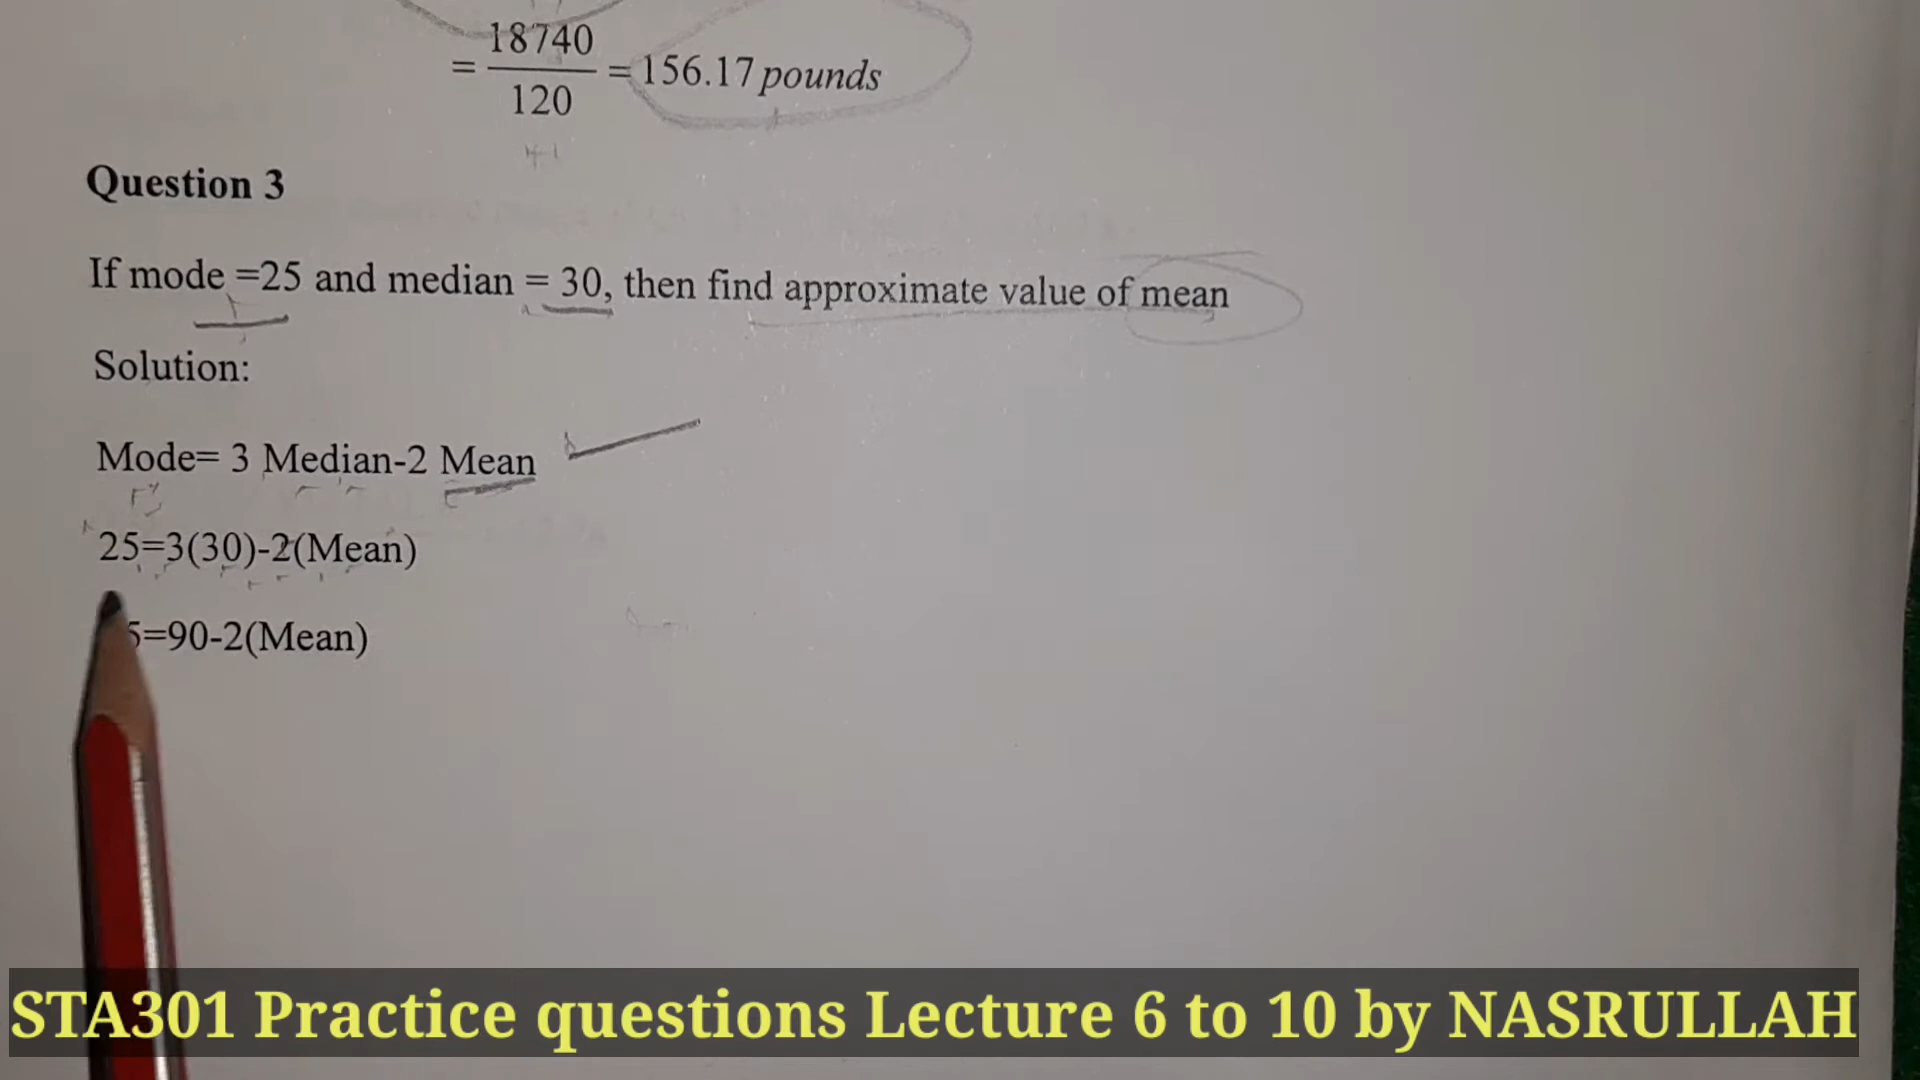 = 18740 / 120 = 156.17 pounds
Question 3
If mode =25 and median = 30, then find approximate value of mean
Solution:
Mode= 3 Median-2 Mean
25=3(30)-2(Mean)
5=90-2(Mean)
STA301 Practice questions Lecture 6 to 10 by NASRULLAH